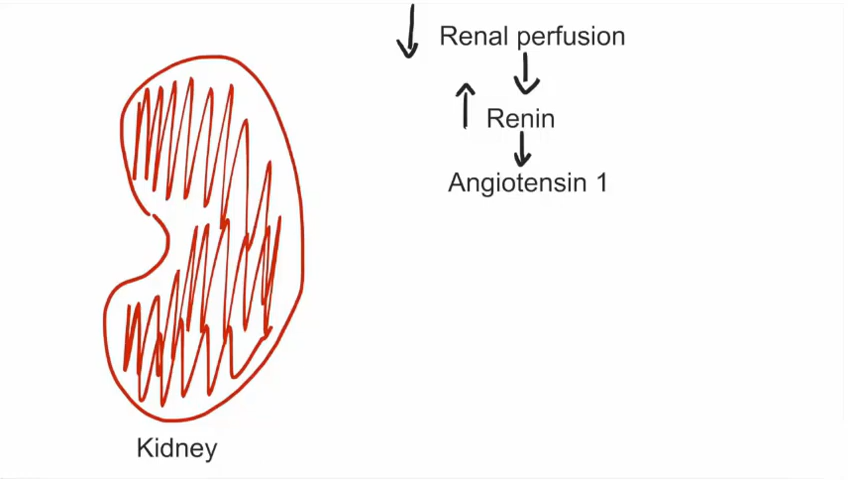 ↓ Renal perfusion
↓
↑ Renin
↓
Angiotensin 1
Kidney